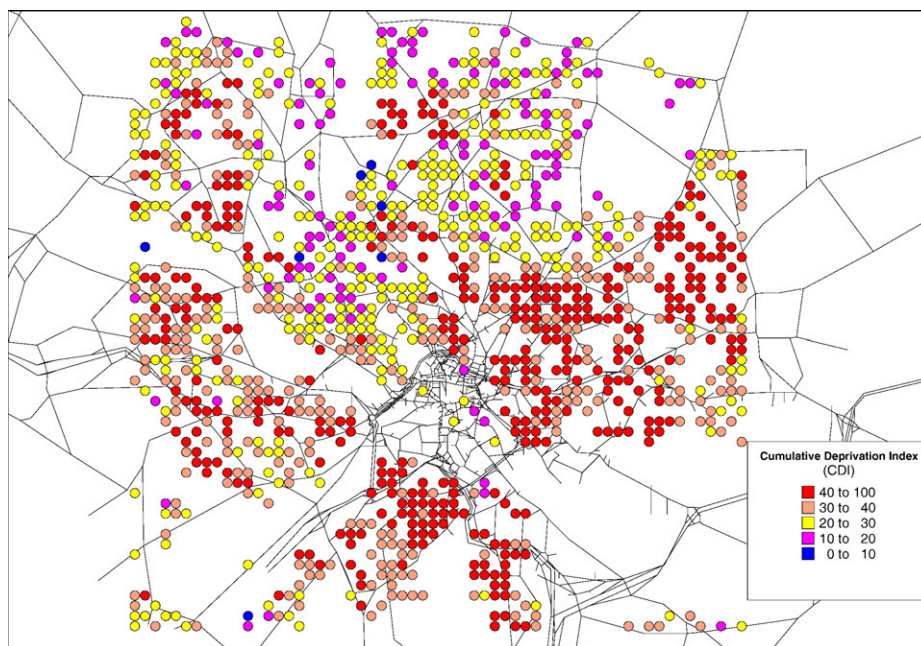 Cumulative Deprivation Index
(CDI)
40 to 100
30 to 40
20 to 30
10 to 20
0 to 10